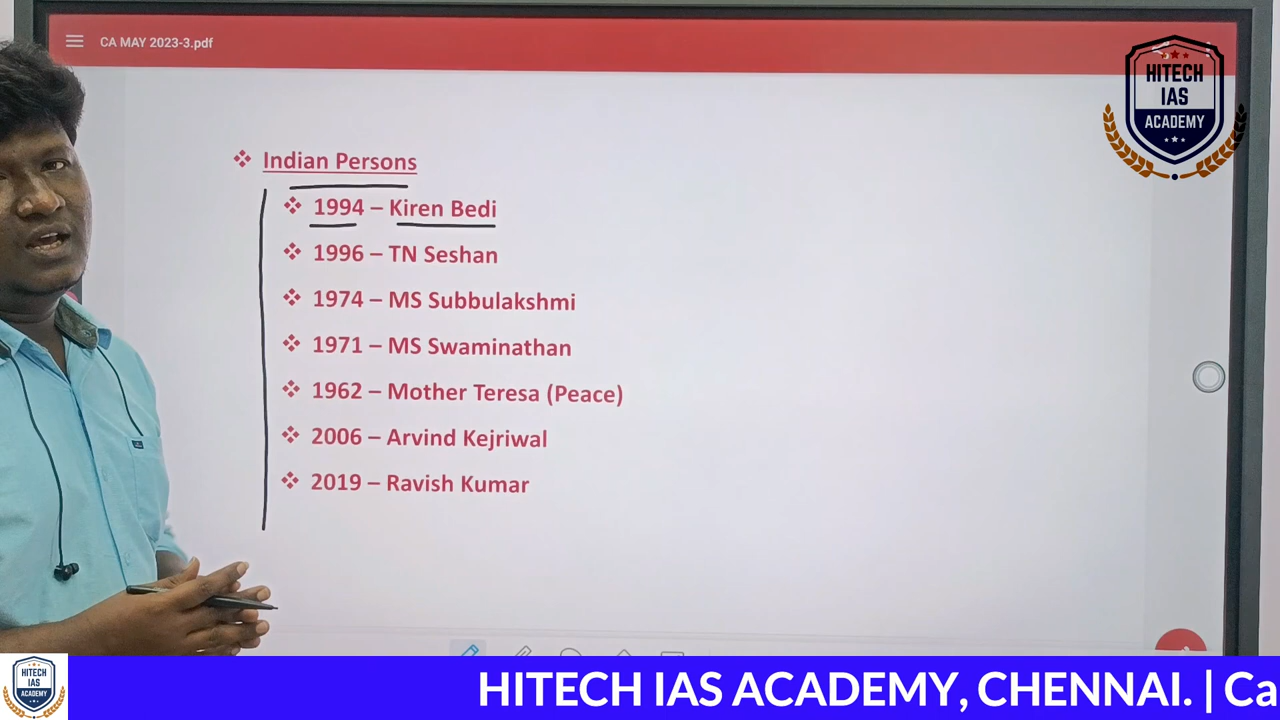 CA MAY 2023-3.pdf
HITECH
IAS
ACADEMY
❖ Indian Persons
❖ 1994 – Kiren Bedi
❖ 1996 – TN Seshan
❖ 1974 – MS Subbulakshmi
❖ 1971 – MS Swaminathan
❖ 1962 – Mother Teresa (Peace)
❖ 2006 – Arvind Kejriwal
❖ 2019 – Ravish Kumar
HITECH
IAS
ACADEMY
HITECH IAS ACADEMY, CHENNAI. | Ca